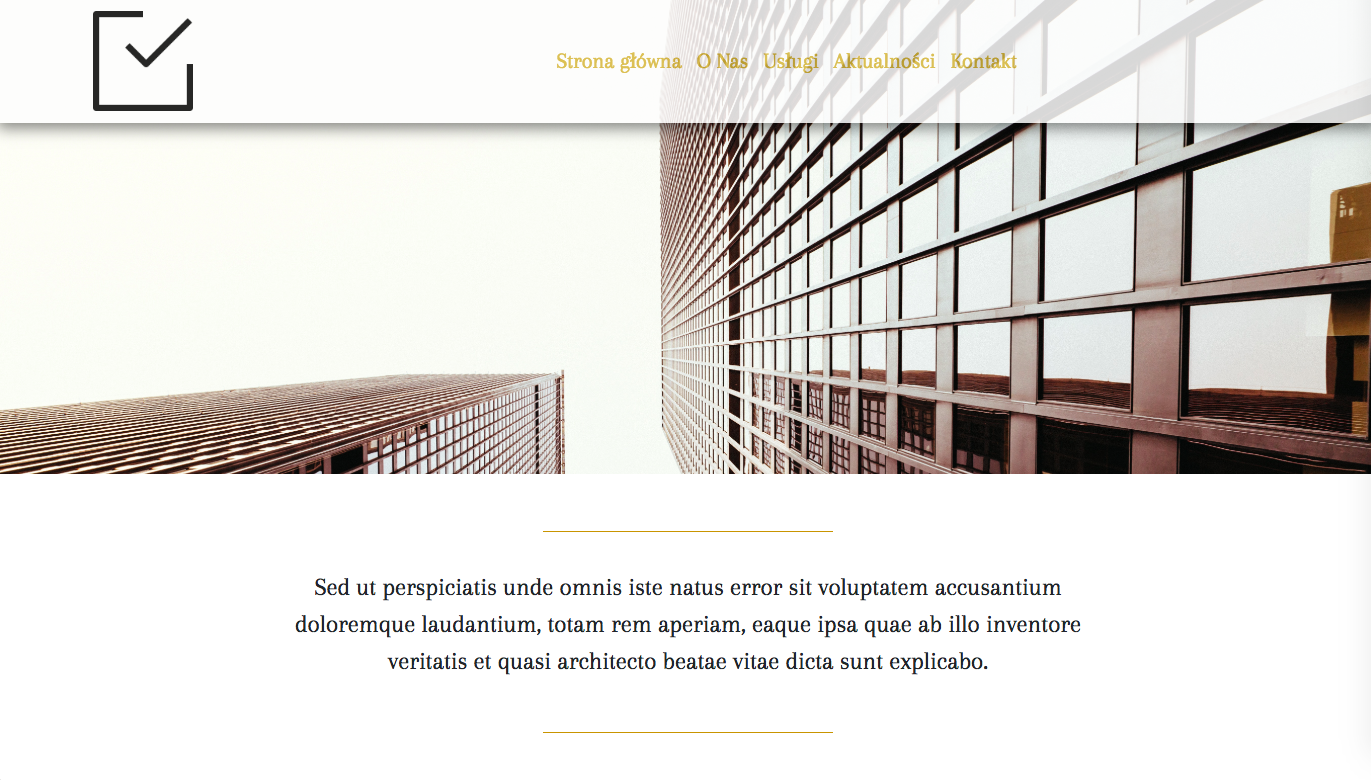 Strona główna O Nas Usługi Aktualności Kontakt
Sed ut perspiciatis unde omnis iste natus error sit voluptatem accusantium
doloremque laudantium, totam rem aperiam, eaque ipsa quae ab illo inventore
veritatis et quasi architecto beatae vitae dicta sunt explicabo.